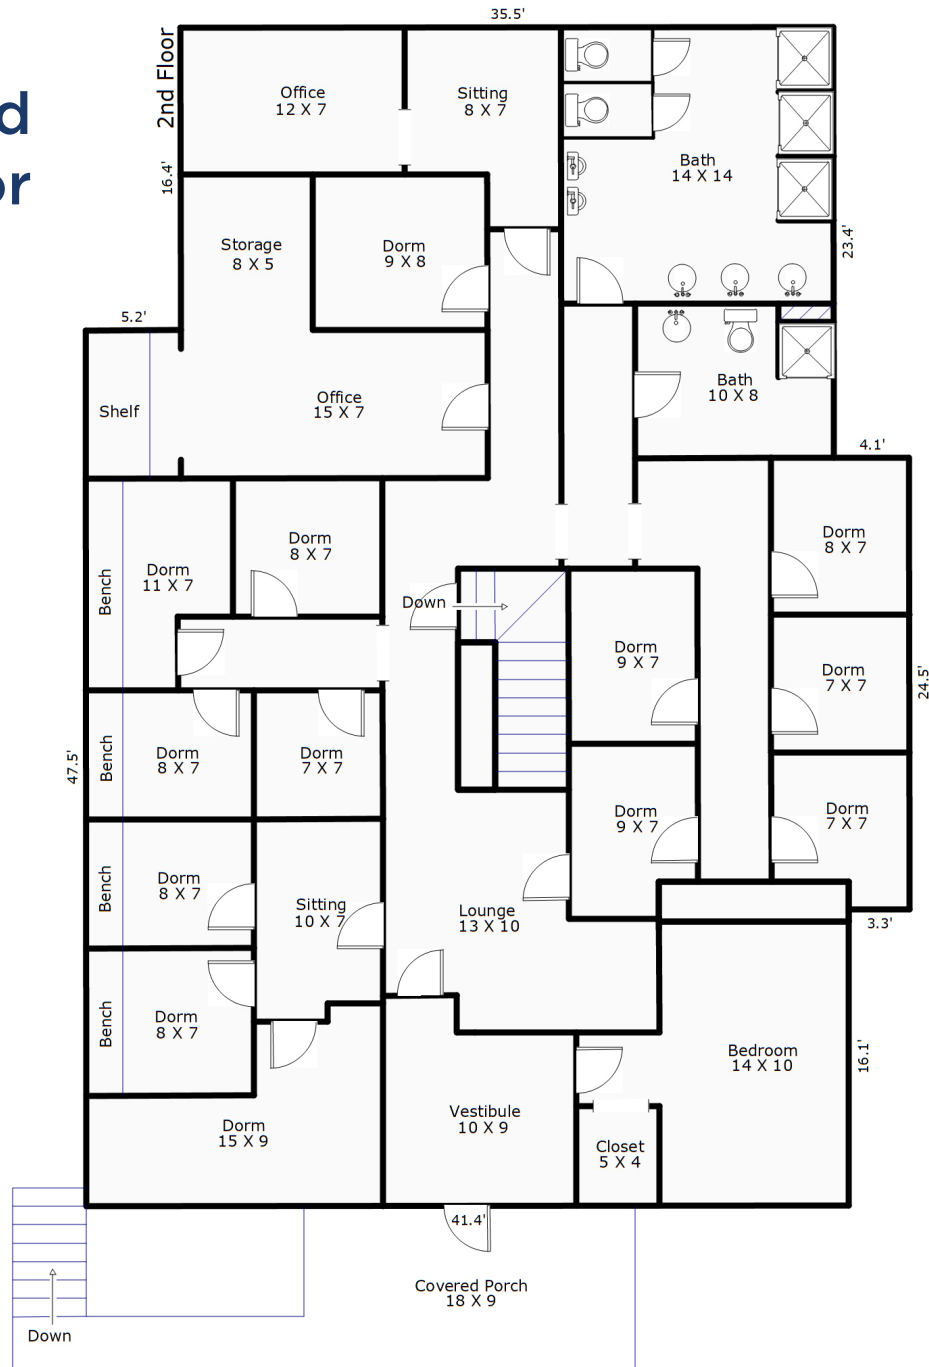 35.5'
2nd Floor
d
or
Office
12 X 7
Sitting
8 X 7
Bath
14 X 14
16.4'
23.4'
Storage
8 X 5
Dorm
9 X 8
5.2'
Shelf
Office
15 X 7
Bath
10 X 8
4.1'
Bench
Dorm
11 X 7
Dorm
8 X 7
Dorm
8 X 7
Down
Dorm
9 X 7
Dorm
7 X 7
24.5'
47.5'
Bench
Dorm
8 X 7
Dorm
7 X 7
Dorm
9 X 7
Dorm
7 X 7
Bench
Dorm
8 X 7
Sitting
10 X 7
Lounge
13 X 10
3.3'
Bench
Dorm
8 X 7
Bedroom
14 X 10
16.1'
Dorm
15 X 9
Vestibule
10 X 9
Closet
5 X 4
41.4'
Covered Porch
18 X 9
Down